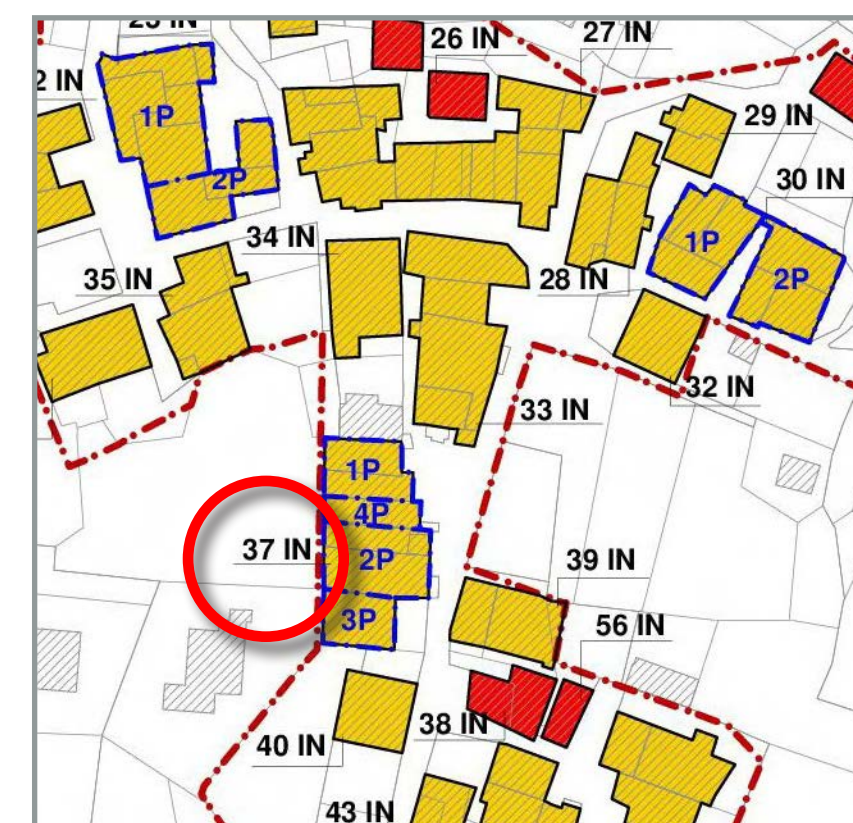 26 IN
27 IN
2 IN
1P
29 IN
2P
30 IN
34 IN
1P
35 IN
28 IN
2P
32 IN
33 IN
1P
4P
37 IN
2P
39 IN
3P
56 IN
38 IN
40 IN
43 IN